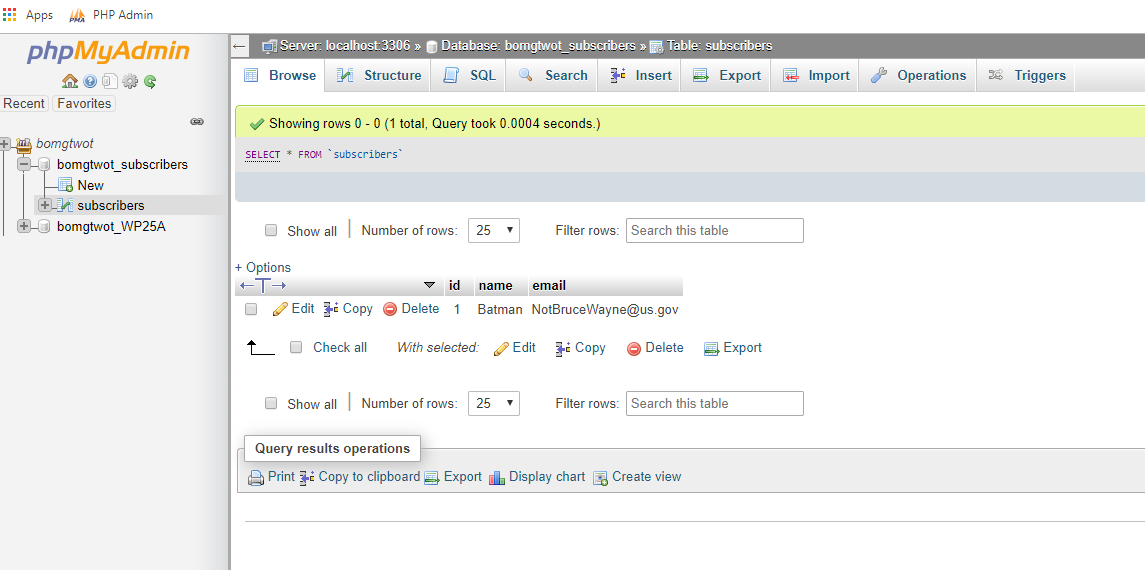 Apps PHP Admin
phpMyAdmin
Recent Favorites
bomgtwot
bomgtwot_subscribers
New
subscribers
bomgtwot_WP25A
Server: localhost:3306 » Database: bomgtwot_subscribers » Table: subscribers
Browse Structure SQL Search Insert Export Import Operations Triggers
Showing rows 0 - 0 (1 total, Query took 0.0004 seconds.)
SELECT * FROM `subscribers`
Show all Number of rows: 25 Filter rows: Search this table
+ Options
←T→ id name email
Edit Copy Delete 1 Batman NotBruceWayne@us.gov
Check all With selected: Edit Copy Delete Export
Show all Number of rows: 25 Filter rows: Search this table
Query results operations
Print Copy to clipboard Export Display chart Create view